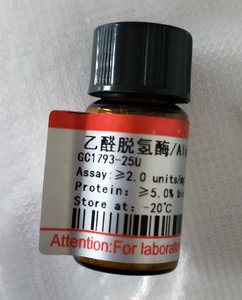 乙醛脱氢酶/Al
GC1793-25U
Assay:≥2.0 units/m
Protein: ≥5.0% bi
Store at: -20℃
Attention:For laborato